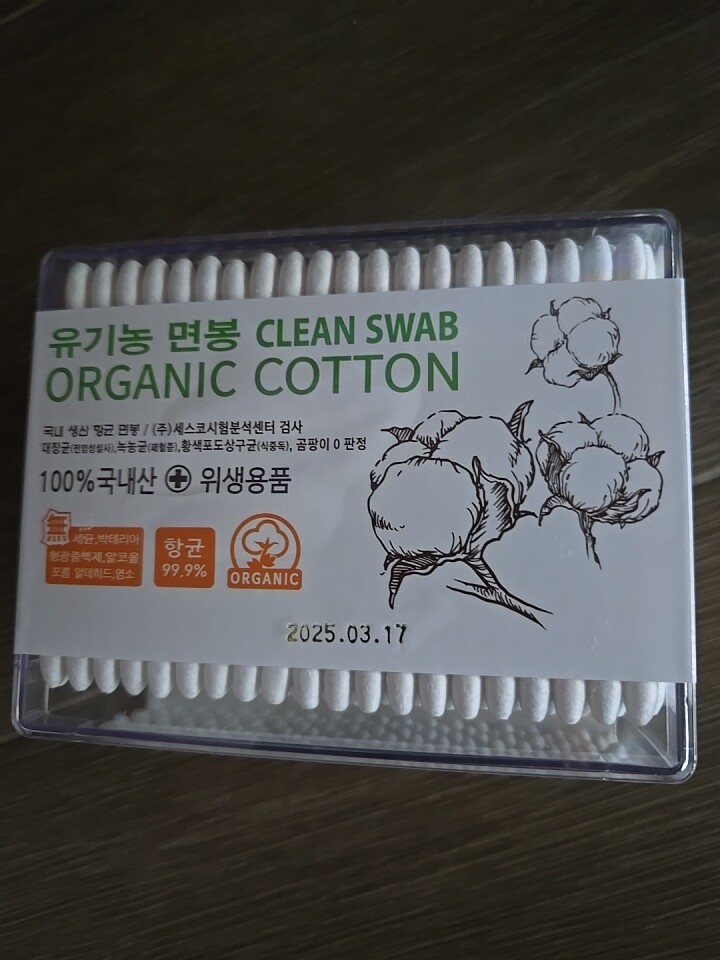 유기농 면봉 CLEAN SWAB
ORGANIC COTTON
국내 생산 항균 면봉 / (주)세스코시험분석센터 검사
대장균(전염성설사),녹농균(패혈증),황색포도상구균(식중독), 곰팡이 0 판정
100%국내산 위생용품
無 세균,박테리아
형광증백제,알코올
포름 알데히드,염소
항균
99.9%
ORGANIC
2025.03.17